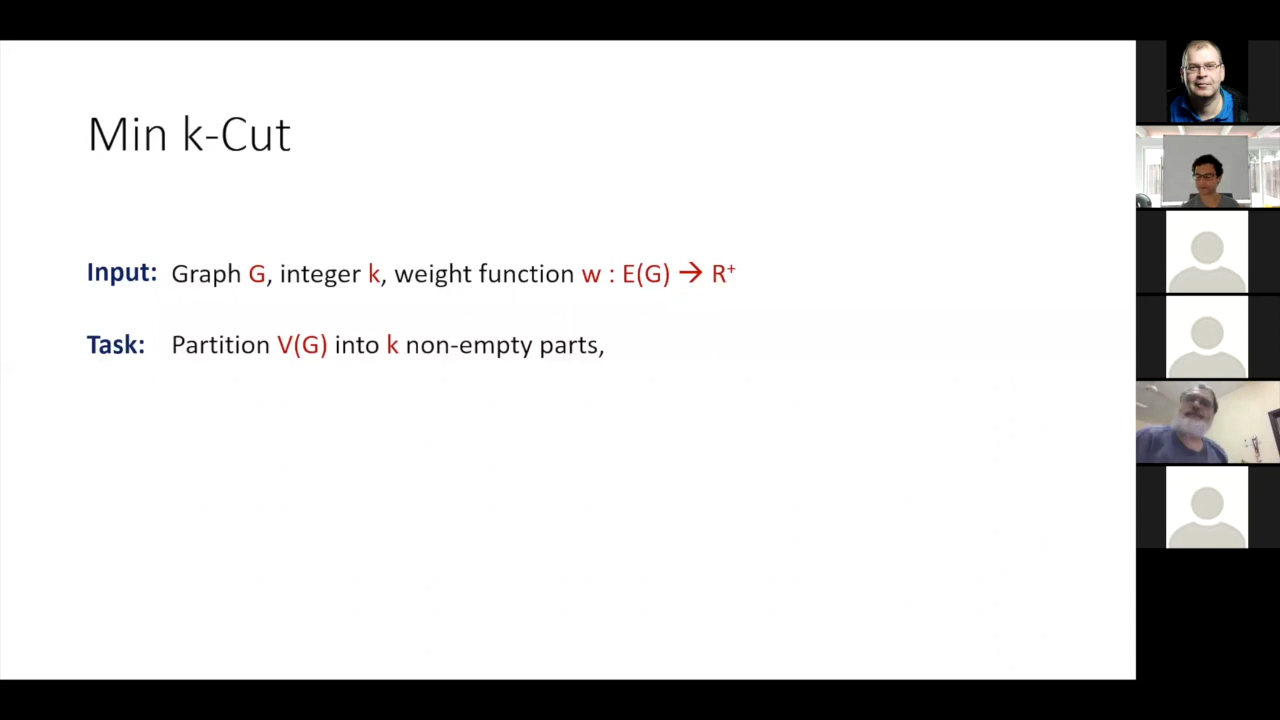 Min k-Cut
Input: Graph G, integer k, weight function w : E(G) → R⁺
Task: Partition V(G) into k non-empty parts,